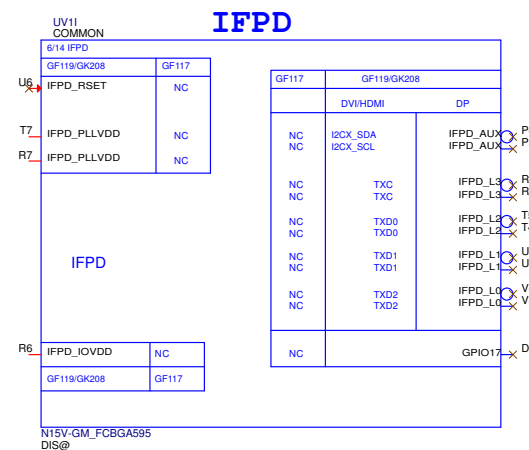 IFPD
UV1I
COMMON
6/14 IFPD
GF119/GK208 GF117
U6 IFPD_RSET NC
T7 IFPD_PLLVDD NC
R7 IFPD_PLLVDD NC
GF117 GF119/GK208
DVI/HDMI DP
NC I2CX_SDA IFPD_AUX P
NC I2CX_SCL IFPD_AUX P
NC TXC IFPD_L3 R
NC TXC IFPD_L3 R
NC TXD0 IFPD_L2
NC TXD0 IFPD_L2
NC TXD1 IFPD_L1 U
NC TXD1 IFPD_L1 U
NC TXD2 IFPD_L0 V
NC TXD2 IFPD_L0 V
IFPD
R6 IFPD_IOVDD NC
GF119/GK208 GF117
NC GPIO17 D
N15V-GM_FCBGA595
DIS@